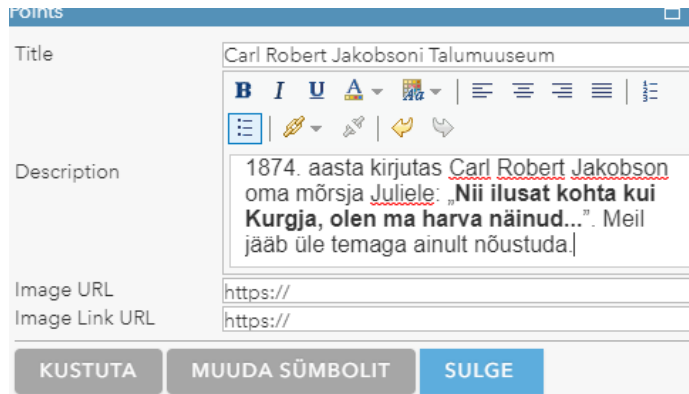 Points
Title
Carl Robert Jakobsoni Talumuuseum
B I U A Aa
Description
1874. aasta kirjutas Carl Robert Jakobson
oma mõrsja Juliele: „Nii ilusat kohta kui
Kurgja, olen ma harva näinud...”. Meil
jääb üle temaga ainult nõustuda.
Image URL
https://
Image Link URL
https://
KUSTUTA
MUUDA SÜMBOLIT
SULGE